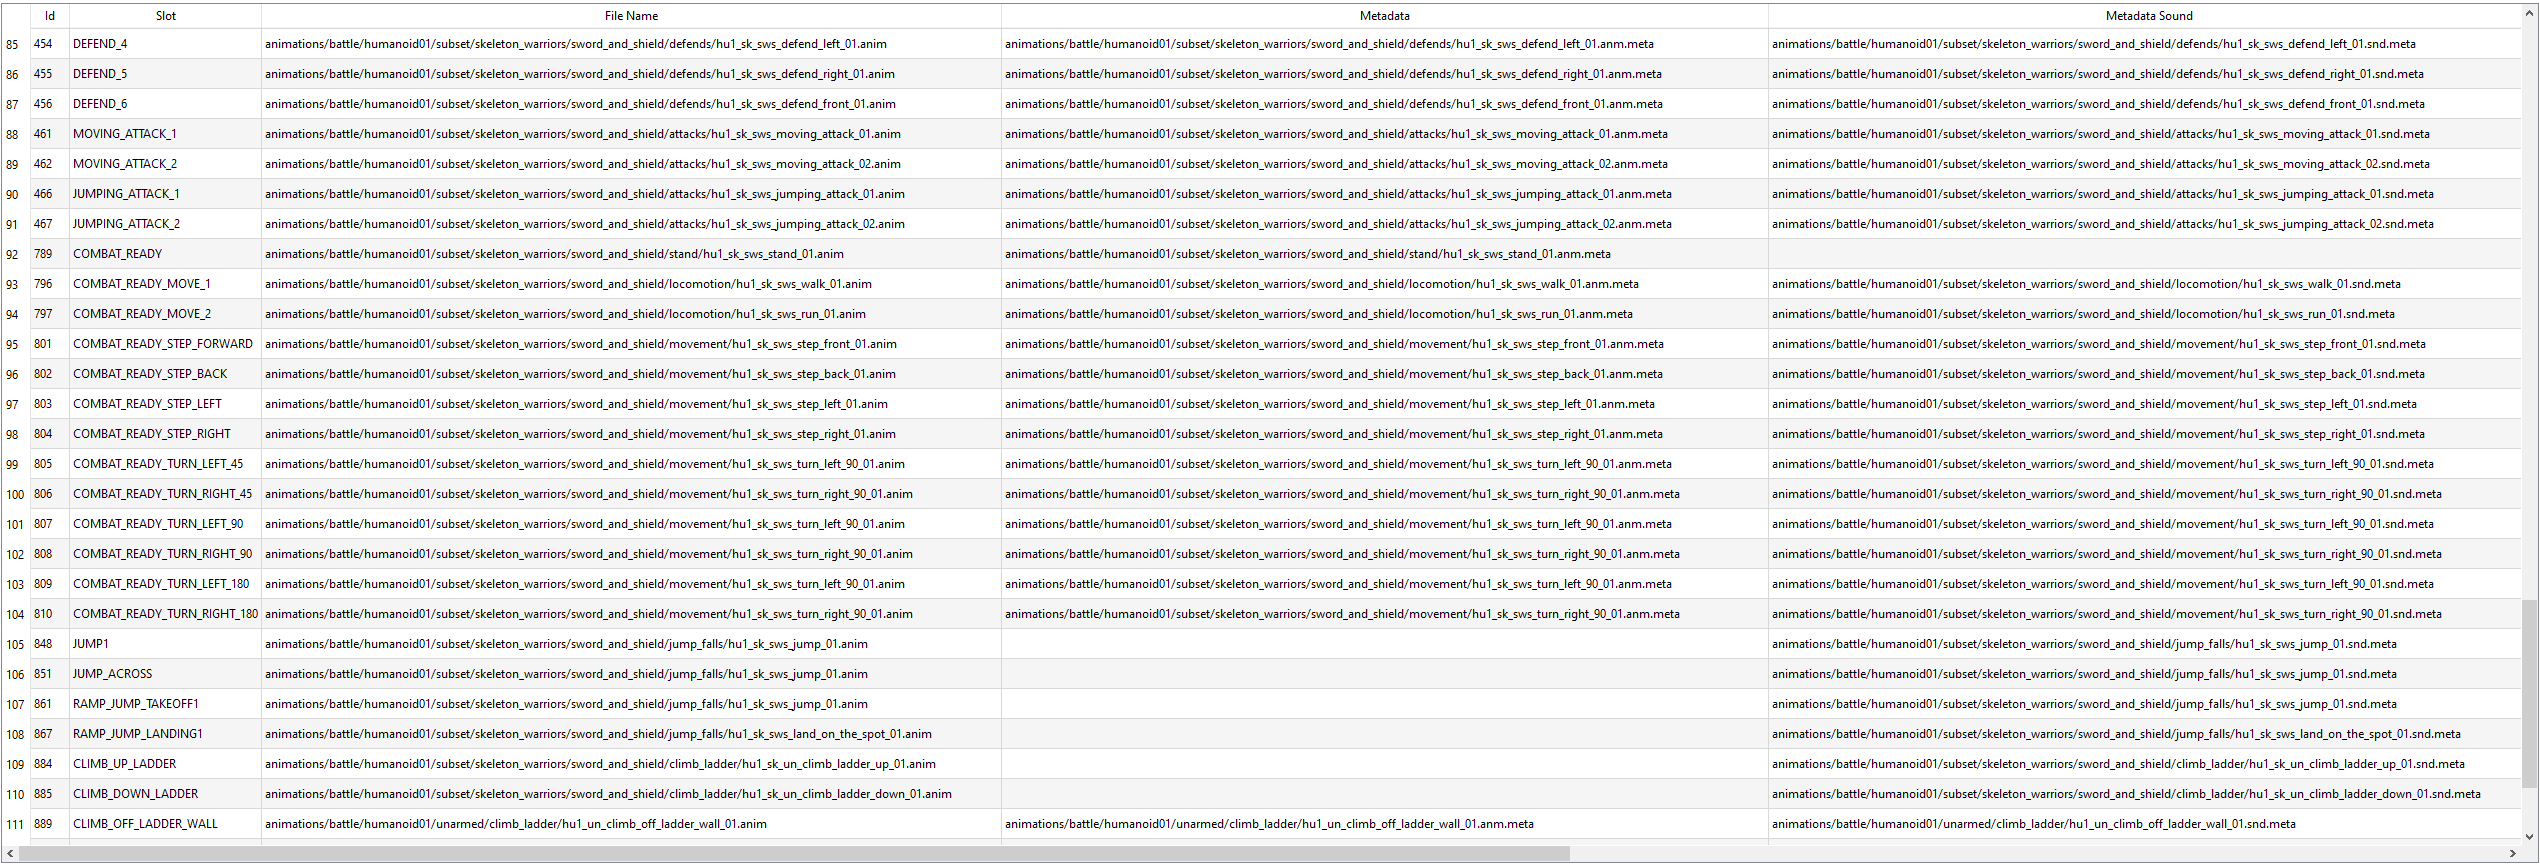 Id Slot File Name Metadata Metadata Sound
85 454 DEFEND_4 animations/battle/humanoid01/subset/skeleton_warriors/sword_and_shield/defends/hu1_sk_sws_defend_left_01.anim animations/battle/humanoid01/subset/skeleton_warriors/sword_and_shield/defends/hu1_sk_sws_defend_left_01.anm.meta animations/battle/humanoid01/subset/skeleton_warriors/sword_and_shield/defends/hu1_sk_sws_defend_left_01.snd.meta
86 455 DEFEND_5 animations/battle/humanoid01/subset/skeleton_warriors/sword_and_shield/defends/hu1_sk_sws_defend_right_01.anim animations/battle/humanoid01/subset/skeleton_warriors/sword_and_shield/defends/hu1_sk_sws_defend_right_01.anm.meta animations/battle/humanoid01/subset/skeleton_warriors/sword_and_shield/defends/hu1_sk_sws_defend_right_01.snd.meta
87 456 DEFEND_6 animations/battle/humanoid01/subset/skeleton_warriors/sword_and_shield/defends/hu1_sk_sws_defend_front_01.anim animations/battle/humanoid01/subset/skeleton_warriors/sword_and_shield/defends/hu1_sk_sws_defend_front_01.anm.meta animations/battle/humanoid01/subset/skeleton_warriors/sword_and_shield/defends/hu1_sk_sws_defend_front_01.snd.meta
88 461 MOVING_ATTACK_1 animations/battle/humanoid01/subset/skeleton_warriors/sword_and_shield/attacks/hu1_sk_sws_moving_attack_01.anim animations/battle/humanoid01/subset/skeleton_warriors/sword_and_shield/attacks/hu1_sk_sws_moving_attack_01.anm.meta animations/battle/humanoid01/subset/skeleton_warriors/sword_and_shield/attacks/hu1_sk_sws_moving_attack_01.snd.meta
89 462 MOVING_ATTACK_2 animations/battle/humanoid01/subset/skeleton_warriors/sword_and_shield/attacks/hu1_sk_sws_moving_attack_02.anim animations/battle/humanoid01/subset/skeleton_warriors/sword_and_shield/attacks/hu1_sk_sws_moving_attack_02.anm.meta animations/battle/humanoid01/subset/skeleton_warriors/sword_and_shield/attacks/hu1_sk_sws_moving_attack_02.snd.meta
90 466 JUMPING_ATTACK_1 animations/battle/humanoid01/subset/skeleton_warriors/sword_and_shield/attacks/hu1_sk_sws_jumping_attack_01.anim animations/battle/humanoid01/subset/skeleton_warriors/sword_and_shield/attacks/hu1_sk_sws_jumping_attack_01.anm.meta animations/battle/humanoid01/subset/skeleton_warriors/sword_and_shield/attacks/hu1_sk_sws_jumping_attack_01.snd.meta
91 467 JUMPING_ATTACK_2 animations/battle/humanoid01/subset/skeleton_warriors/sword_and_shield/attacks/hu1_sk_sws_jumping_attack_02.anim animations/battle/humanoid01/subset/skeleton_warriors/sword_and_shield/attacks/hu1_sk_sws_jumping_attack_02.anm.meta animations/battle/humanoid01/subset/skeleton_warriors/sword_and_shield/attacks/hu1_sk_sws_jumping_attack_02.snd.meta
92 789 COMBAT_READY animations/battle/humanoid01/subset/skeleton_warriors/sword_and_shield/stand/hu1_sk_sws_stand_01.anim animations/battle/humanoid01/subset/skeleton_warriors/sword_and_shield/stand/hu1_sk_sws_stand_01.anm.meta
93 796 COMBAT_READY_MOVE_1 animations/battle/humanoid01/subset/skeleton_warriors/sword_and_shield/locomotion/hu1_sk_sws_walk_01.anim animations/battle/humanoid01/subset/skeleton_warriors/sword_and_shield/locomotion/hu1_sk_sws_walk_01.anm.meta animations/battle/humanoid01/subset/skeleton_warriors/sword_and_shield/locomotion/hu1_sk_sws_walk_01.snd.meta
94 797 COMBAT_READY_MOVE_2 animations/battle/humanoid01/subset/skeleton_warriors/sword_and_shield/locomotion/hu1_sk_sws_run_01.anim animations/battle/humanoid01/subset/skeleton_warriors/sword_and_shield/locomotion/hu1_sk_sws_run_01.anm.meta animations/battle/humanoid01/subset/skeleton_warriors/sword_and_shield/locomotion/hu1_sk_sws_run_01.snd.meta
95 801 COMBAT_READY_STEP_FORWARD animations/battle/humanoid01/subset/skeleton_warriors/sword_and_shield/movement/hu1_sk_sws_step_front_01.anim animations/battle/humanoid01/subset/skeleton_warriors/sword_and_shield/movement/hu1_sk_sws_step_front_01.anm.meta animations/battle/humanoid01/subset/skeleton_warriors/sword_and_shield/movement/hu1_sk_sws_step_front_01.snd.meta
96 802 COMBAT_READY_STEP_BACK animations/battle/humanoid01/subset/skeleton_warriors/sword_and_shield/movement/hu1_sk_sws_step_back_01.anim animations/battle/humanoid01/subset/skeleton_warriors/sword_and_shield/movement/hu1_sk_sws_step_back_01.anm.meta animations/battle/humanoid01/subset/skeleton_warriors/sword_and_shield/movement/hu1_sk_sws_step_back_01.snd.meta
97 803 COMBAT_READY_STEP_LEFT animations/battle/humanoid01/subset/skeleton_warriors/sword_and_shield/movement/hu1_sk_sws_step_left_01.anim animations/battle/humanoid01/subset/skeleton_warriors/sword_and_shield/movement/hu1_sk_sws_step_left_01.anm.meta animations/battle/humanoid01/subset/skeleton_warriors/sword_and_shield/movement/hu1_sk_sws_step_left_01.snd.meta
98 804 COMBAT_READY_STEP_RIGHT animations/battle/humanoid01/subset/skeleton_warriors/sword_and_shield/movement/hu1_sk_sws_step_right_01.anim animations/battle/humanoid01/subset/skeleton_warriors/sword_and_shield/movement/hu1_sk_sws_step_right_01.anm.meta animations/battle/humanoid01/subset/skeleton_warriors/sword_and_shield/movement/hu1_sk_sws_step_right_01.snd.meta
99 805 COMBAT_READY_TURN_LEFT_45 animations/battle/humanoid01/subset/skeleton_warriors/sword_and_shield/movement/hu1_sk_sws_turn_left_90_01.anim animations/battle/humanoid01/subset/skeleton_warriors/sword_and_shield/movement/hu1_sk_sws_turn_left_90_01.anm.meta animations/battle/humanoid01/subset/skeleton_warriors/sword_and_shield/movement/hu1_sk_sws_turn_left_90_01.snd.meta
100 806 COMBAT_READY_TURN_RIGHT_45 animations/battle/humanoid01/subset/skeleton_warriors/sword_and_shield/movement/hu1_sk_sws_turn_right_90_01.anim animations/battle/humanoid01/subset/skeleton_warriors/sword_and_shield/movement/hu1_sk_sws_turn_right_90_01.anm.meta animations/battle/humanoid01/subset/skeleton_warriors/sword_and_shield/movement/hu1_sk_sws_turn_right_90_01.snd.meta
101 807 COMBAT_READY_TURN_LEFT_90 animations/battle/humanoid01/subset/skeleton_warriors/sword_and_shield/movement/hu1_sk_sws_turn_left_90_01.anim animations/battle/humanoid01/subset/skeleton_warriors/sword_and_shield/movement/hu1_sk_sws_turn_left_90_01.anm.meta animations/battle/humanoid01/subset/skeleton_warriors/sword_and_shield/movement/hu1_sk_sws_turn_left_90_01.snd.meta
102 808 COMBAT_READY_TURN_RIGHT_90 animations/battle/humanoid01/subset/skeleton_warriors/sword_and_shield/movement/hu1_sk_sws_turn_right_90_01.anim animations/battle/humanoid01/subset/skeleton_warriors/sword_and_shield/movement/hu1_sk_sws_turn_right_90_01.anm.meta animations/battle/humanoid01/subset/skeleton_warriors/sword_and_shield/movement/hu1_sk_sws_turn_right_90_01.snd.meta
103 809 COMBAT_READY_TURN_LEFT_180 animations/battle/humanoid01/subset/skeleton_warriors/sword_and_shield/movement/hu1_sk_sws_turn_left_90_01.anim animations/battle/humanoid01/subset/skeleton_warriors/sword_and_shield/movement/hu1_sk_sws_turn_left_90_01.anm.meta animations/battle/humanoid01/subset/skeleton_warriors/sword_and_shield/movement/hu1_sk_sws_turn_left_90_01.snd.meta
104 810 COMBAT_READY_TURN_RIGHT_180 animations/battle/humanoid01/subset/skeleton_warriors/sword_and_shield/movement/hu1_sk_sws_turn_right_90_01.anim animations/battle/humanoid01/subset/skeleton_warriors/sword_and_shield/movement/hu1_sk_sws_turn_right_90_01.anm.meta animations/battle/humanoid01/subset/skeleton_warriors/sword_and_shield/movement/hu1_sk_sws_turn_right_90_01.snd.meta
105 848 JUMP1 animations/battle/humanoid01/subset/skeleton_warriors/sword_and_shield/jump_falls/hu1_sk_sws_jump_01.anim animations/battle/humanoid01/subset/skeleton_warriors/sword_and_shield/jump_falls/hu1_sk_sws_jump_01.snd.meta
106 851 JUMP_ACROSS animations/battle/humanoid01/subset/skeleton_warriors/sword_and_shield/jump_falls/hu1_sk_sws_jump_01.anim animations/battle/humanoid01/subset/skeleton_warriors/sword_and_shield/jump_falls/hu1_sk_sws_jump_01.snd.meta
107 861 RAMP_JUMP_TAKEOFF1 animations/battle/humanoid01/subset/skeleton_warriors/sword_and_shield/jump_falls/hu1_sk_sws_jump_01.anim animations/battle/humanoid01/subset/skeleton_warriors/sword_and_shield/jump_falls/hu1_sk_sws_jump_01.snd.meta
108 867 RAMP_JUMP_LANDING1 animations/battle/humanoid01/subset/skeleton_warriors/sword_and_shield/jump_falls/hu1_sk_sws_land_on_the_spot_01.anim animations/battle/humanoid01/subset/skeleton_warriors/sword_and_shield/jump_falls/hu1_sk_sws_land_on_the_spot_01.snd.meta
109 884 CLIMB_UP_LADDER animations/battle/humanoid01/subset/skeleton_warriors/sword_and_shield/climb_ladder/hu1_sk_un_climb_ladder_up_01.anim animations/battle/humanoid01/subset/skeleton_warriors/sword_and_shield/climb_ladder/hu1_sk_un_climb_ladder_up_01.snd.meta
110 885 CLIMB_DOWN_LADDER animations/battle/humanoid01/subset/skeleton_warriors/sword_and_shield/climb_ladder/hu1_sk_un_climb_ladder_down_01.anim animations/battle/humanoid01/subset/skeleton_warriors/sword_and_shield/climb_ladder/hu1_sk_un_climb_ladder_down_01.snd.meta
111 889 CLIMB_OFF_LADDER_WALL animations/battle/humanoid01/unarmed/climb_ladder/hu1_un_climb_off_ladder_wall_01.anim animations/battle/humanoid01/unarmed/climb_ladder/hu1_un_climb_off_ladder_wall_01.anm.meta animations/battle/humanoid01/unarmed/climb_ladder/hu1_un_climb_off_ladder_wall_01.snd.meta